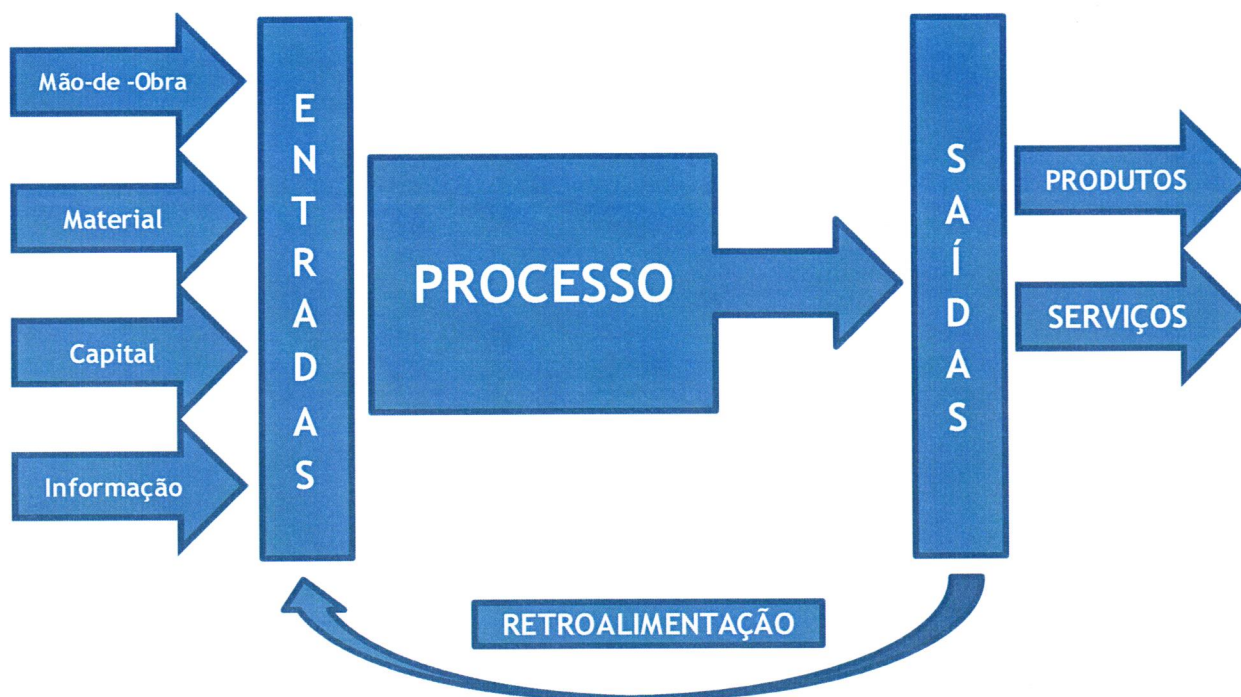 Mão-de -Obra
Material
Capital
Informação
ENTRADAS
PROCESSO
SAÍDAS
PRODUTOS
SERVIÇOS
RETROALIMENTAÇÃO